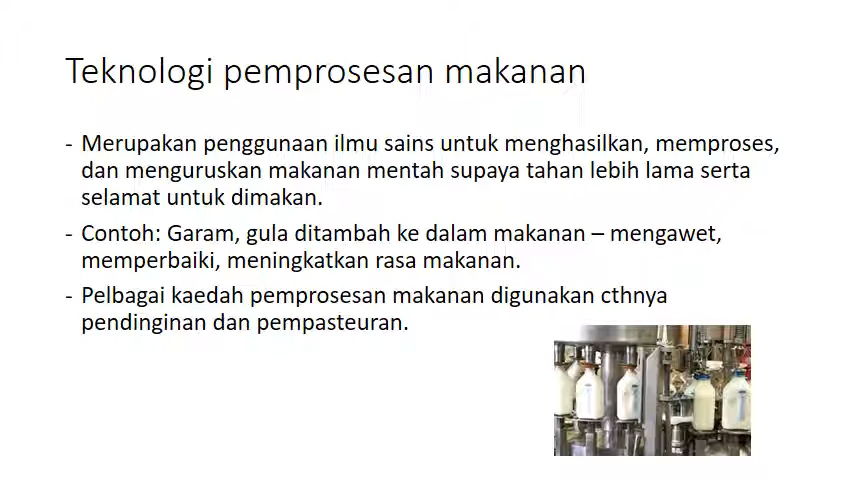 Teknologi pemprosesan makanan
- Merupakan penggunaan ilmu sains untuk menghasilkan, memproses,
dan menguruskan makanan mentah supaya tahan lebih lama serta
selamat untuk dimakan.
- Contoh: Garam, gula ditambah ke dalam makanan – mengawet,
memperbaiki, meningkatkan rasa makanan.
- Pelbagai kaedah pemprosesan makanan digunakan cthnya
pendinginan dan pempasteuran.